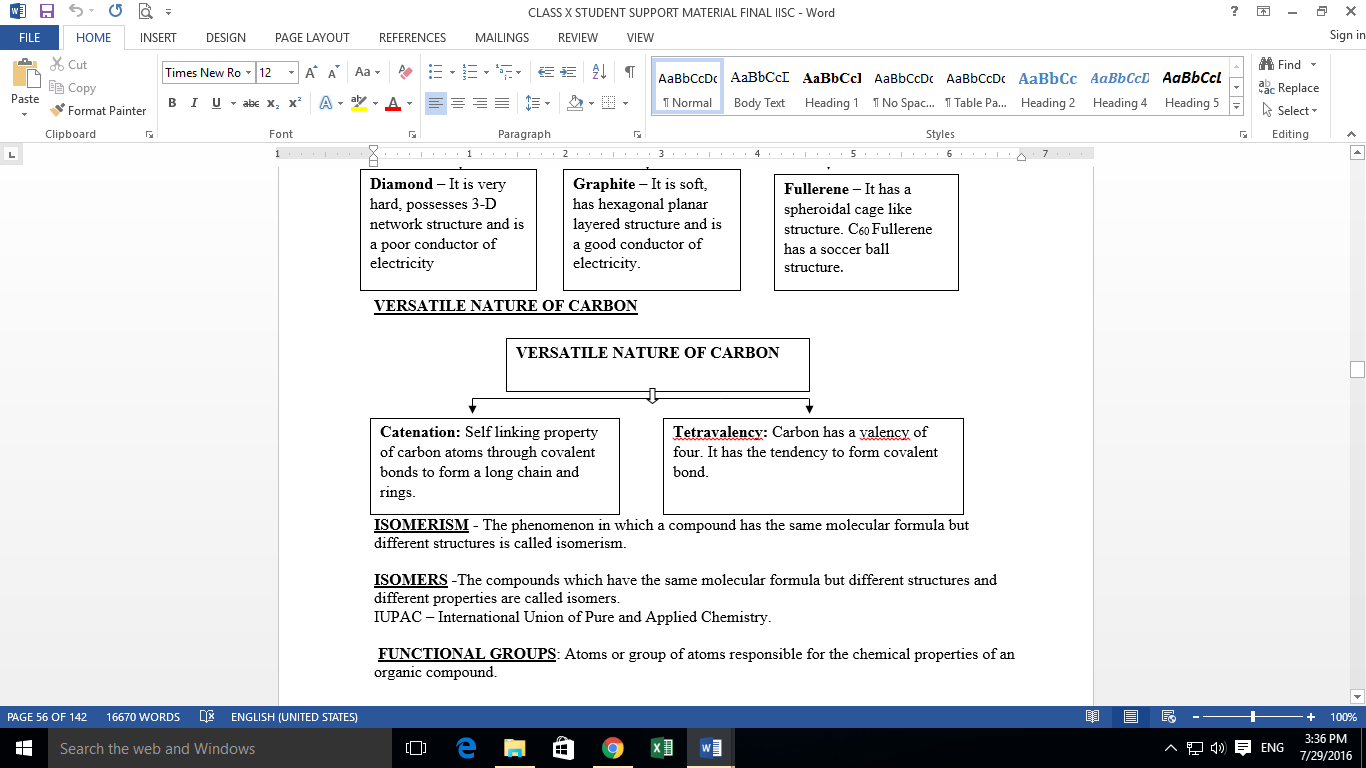 CLASS X STUDENT SUPPORT MATERIAL FINAL IISC - Word
Sign in
FILE HOME INSERT DESIGN PAGE LAYOUT REFERENCES MAILINGS REVIEW VIEW
Paste
Cut
Copy
Format Painter
Clipboard
Times New Ro 12
Font
Paragraph
AaBbCcDc AaBbCcD AaBbCcI AaBbCcDc AaBbCcDc AaBbCc AaBbCcD AaBbCcL
¶ Normal Body Text Heading 1 ¶ No Spac... ¶ Table Pa... Heading 2 Heading 4 Heading 5
Styles
Find
Replace
Select
Editing
1 1 2 3 4 5 6 7
Diamond – It is very
hard, possesses 3-D
network structure and is
a poor conductor of
electricity
Graphite – It is soft,
has hexagonal planar
layered structure and is
a good conductor of
electricity.
Fullerene – It has a
spheroidal cage like
structure. C60 Fullerene
has a soccer ball
structure.
VERSATILE NATURE OF CARBON
VERSATILE NATURE OF CARBON
Catenation: Self linking property
of carbon atoms through covalent
bonds to form a long chain and
rings.
Tetravalency: Carbon has a valency of
four. It has the tendency to form covalent
bond.
ISOMERISM - The phenomenon in which a compound has the same molecular formula but
different structures is called isomerism.
ISOMERS -The compounds which have the same molecular formula but different structures and
different properties are called isomers.
IUPAC – International Union of Pure and Applied Chemistry.
FUNCTIONAL GROUPS: Atoms or group of atoms responsible for the chemical properties of an
organic compound.
PAGE 56 OF 142 16670 WORDS ENGLISH (UNITED STATES) 100%
Search the web and Windows
ENG
3:36 PM
7/29/2016